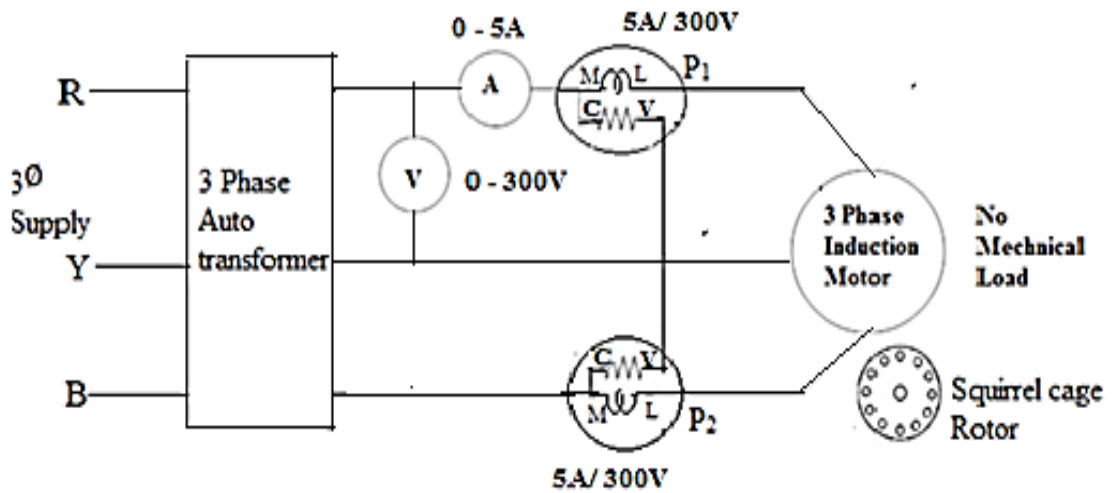 0 - 5A
5A/ 300V
A
M
L
P1
C
V
R
3Ø
Supply
Y
B
3 Phase
Auto
transformer
V
0 - 300V
3 Phase
Induction
Motor
No
Mechnical
Load
C
V
M
L
P2
Squirrel cage
Rotor
5A/ 300V